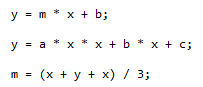 y = m * x + b;
y = a * x * x + b * x + c;
m = (x + y + x) / 3;